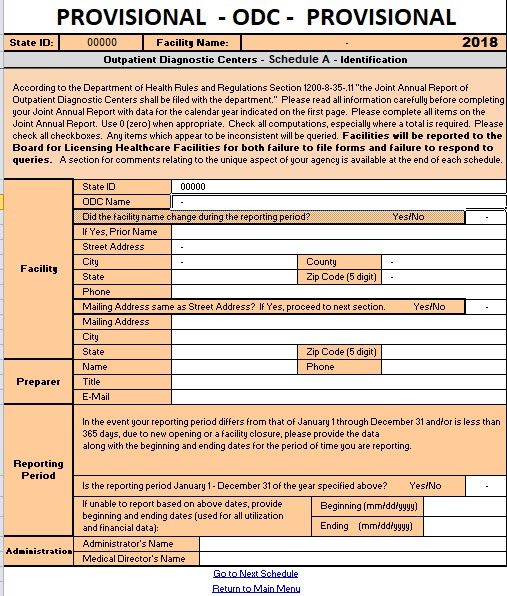 PROVISIONAL - ODC - PROVISIONAL
State ID: 00000 Facility Name: - 2018
Outpatient Diagnostic Centers - Schedule A - Identification
According to the Department of Health Rules and Regulations Section 1200-8-35-.11 "the Joint Annual Report of
Outpatient Diagnostic Centers shall be filed with the department." Please read all information carefully before completing
your Joint Annual Report with data for the calendar year indicated on the first page. Please complete all items on the
Joint Annual Report. Use 0 (zero) when appropriate. Check all computations, especially where a total is required. Please
check all checkboxes. Any items which appear to be inconsistent will be queried. Facilities will be reported to the
Board for Licensing Healthcare Facilities for both failure to file forms and failure to respond to
queries. A section for comments relating to the unique aspect of your agency is available at the end of each schedule.
Facility
State ID 00000
ODC Name -
Did the facility name change during the reporting period? Yes/No -
If Yes, Prior Name
Street Address -
City - County -
State Zip Code (5 digit) -
Phone
Mailing Address same as Street Address? If Yes, proceed to next section. Yes/No -
Mailing Address
City
State Zip Code (5 digit)
Preparer
Name Phone
Title
E-Mail
Reporting
Period
In the event your reporting period differs from that of January 1 through December 31 and/or is less than
365 days, due to new opening or a facility closure, please provide the data
along with the beginning and ending dates for the period of time you are reporting.
Is the reporting period January 1 - December 31 of the year specified above? Yes/No -
If unable to report based on above dates, provide
beginning and ending dates (used for all utilization
and financial data):
Beginning (mm/dd/yyyy)
Ending (mm/dd/yyyy)
Administration
Administrator's Name
Medical Director's Name
Go to Next Schedule
Return to Main Menu